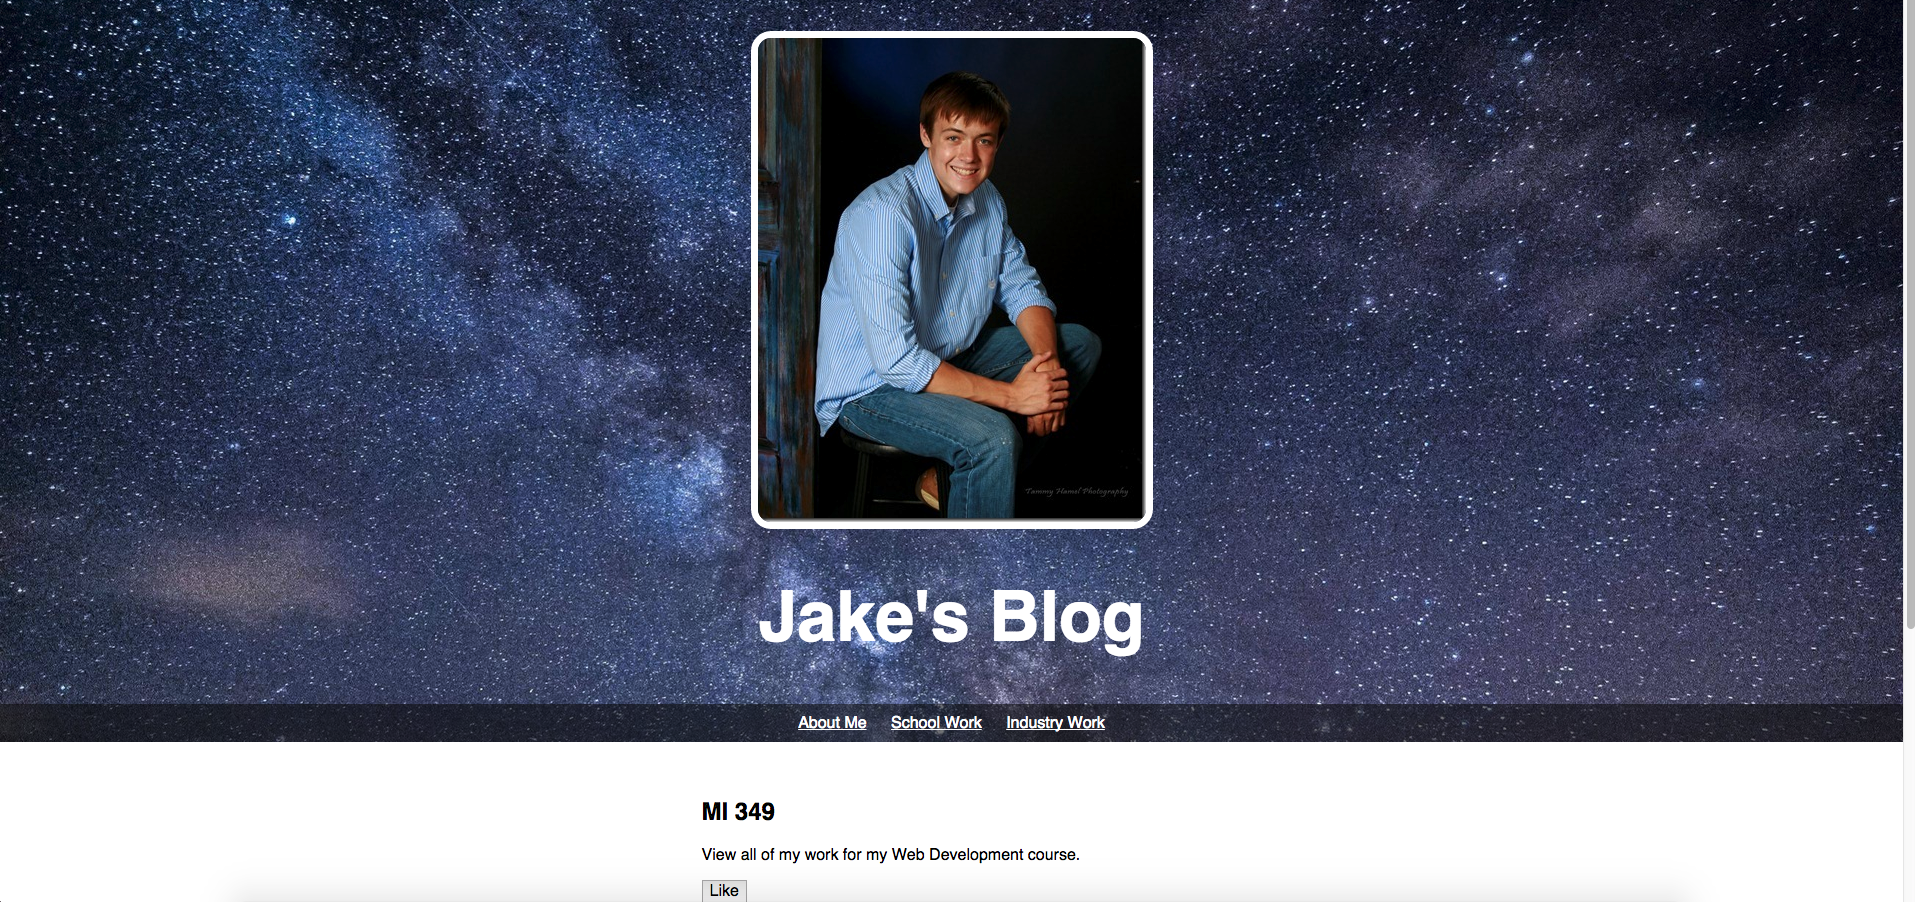 Tammy Hamel Photography
Jake's Blog
About Me School Work Industry Work
MI 349
View all of my work for my Web Development course.
Like